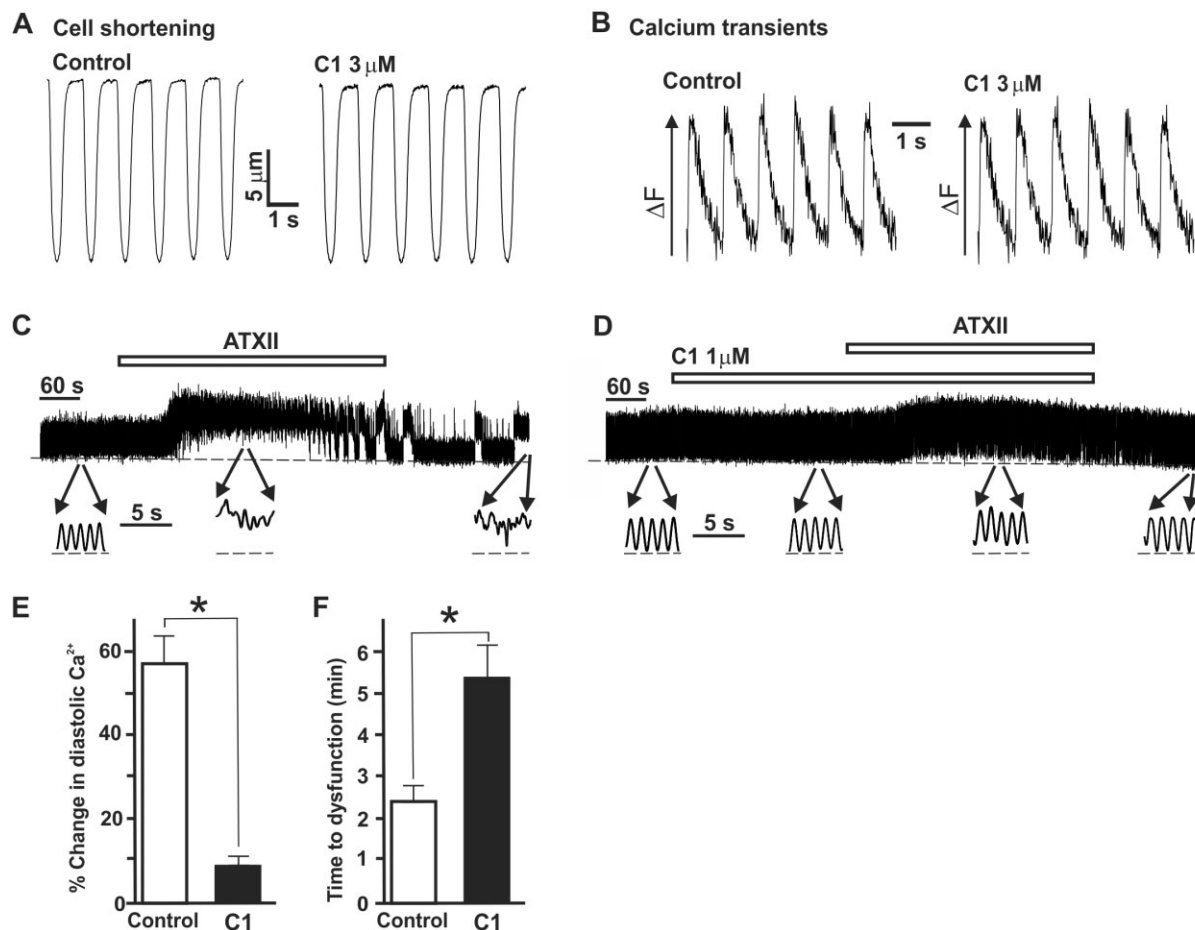 A Cell shortening
Control
C1 3 μM
5 μm
1 s
B Calcium transients
Control
C1 3 μM
1 s
ΔF
ΔF
C
ATXII
60 s
5 s
D
ATXII
C1 1μM
60 s
5 s
E
*
% Change in diastolic Ca²⁺
60
40
20
0
Control
C1
F
*
Time to dysfunction (min)
6
5
4
3
2
1
0
Control
C1